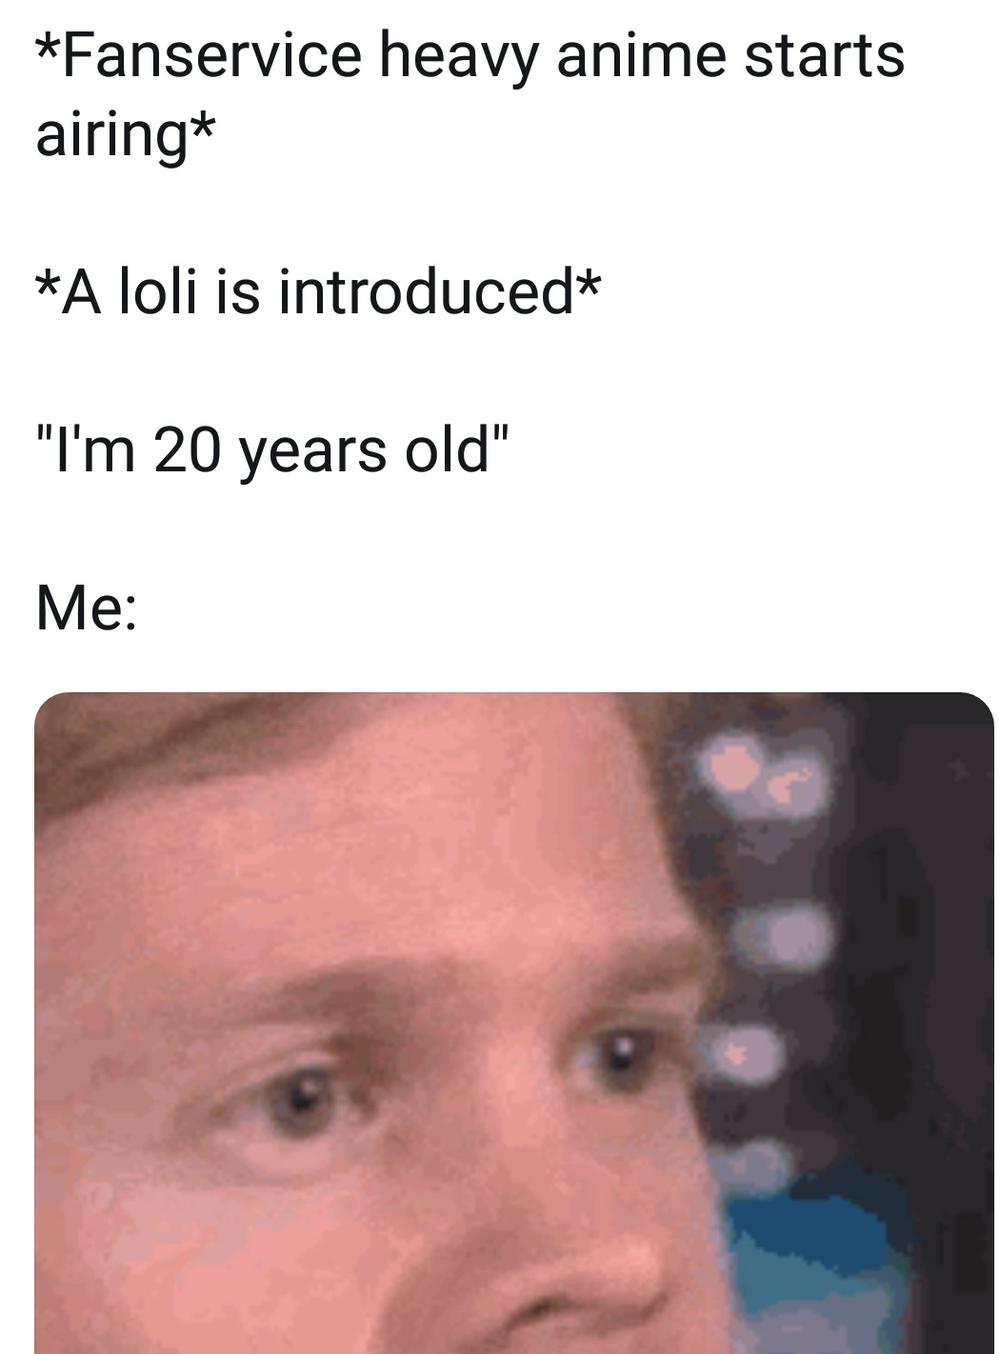 *Fanservice heavy anime starts
airing*
*A loli is introduced*
"I'm 20 years old"
Me: